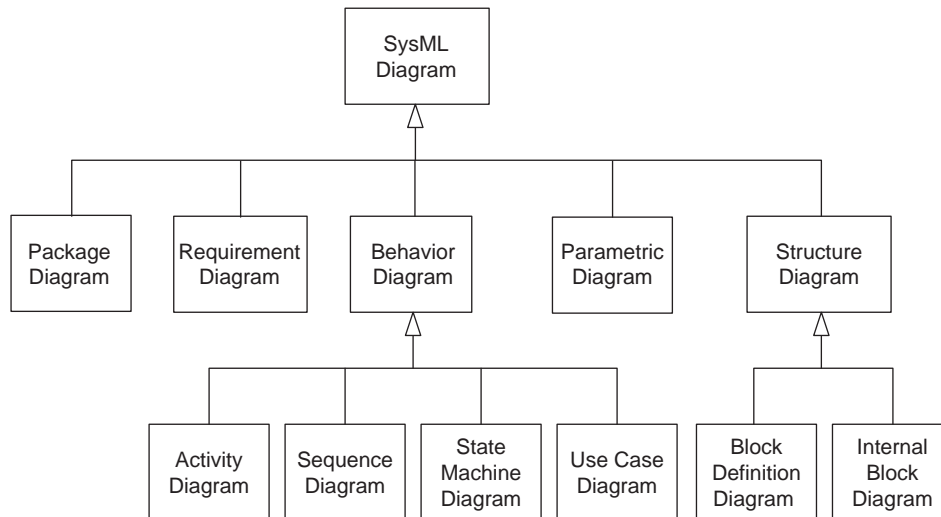 SysML
Diagram
Package
Diagram
Requirement
Diagram
Behavior
Diagram
Parametric
Diagram
Structure
Diagram
Activity
Diagram
Sequence
Diagram
State
Machine
Diagram
Use Case
Diagram
Block
Definition
Diagram
Internal
Block
Diagram